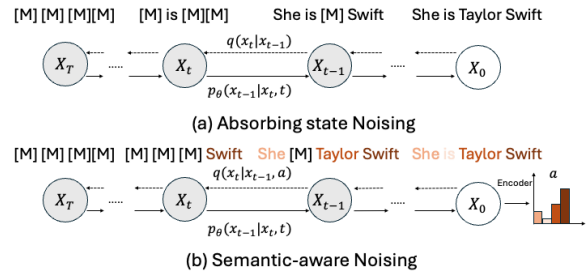 [M] [M] [M][M] [M] is [M][M] She is [M] Swift She is Taylor Swift
q(x_t|x_{t-1})
X_T ..... X_t X_{t-1} ..... X_0
p_θ(x_{t-1}|x_t, t)
(a) Absorbing state Noising
[M] [M] [M][M] [M] [M] [M] Swift She [M] Taylor Swift She is Taylor Swift
q(x_t|x_{t-1}, a) a
Encoder
X_T ..... X_t X_{t-1} ..... X_0
p_θ(x_{t-1}|x_t, t)
(b) Semantic-aware Noising